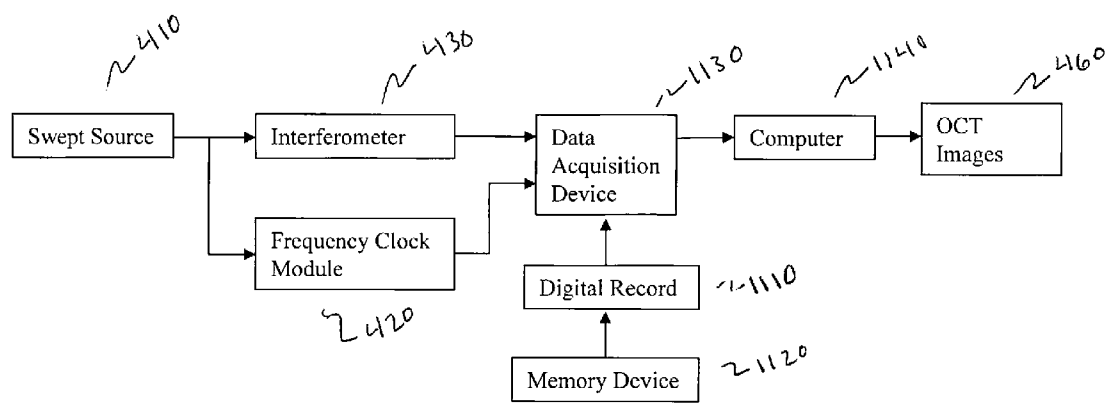 410
430
1130
1140
460
Swept Source
Interferometer
Data
Acquisition
Device
Computer
OCT
Images
Frequency Clock
Module
420
Digital Record
1110
Memory Device
1120